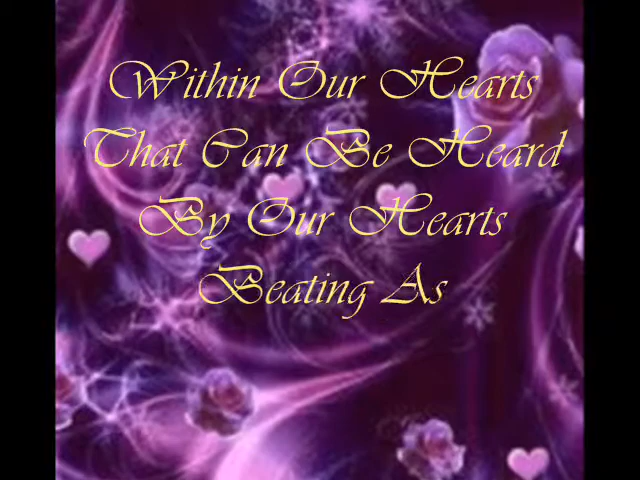 Within Our Hearts
That Can Be Heard
By Our Hearts
Beating As